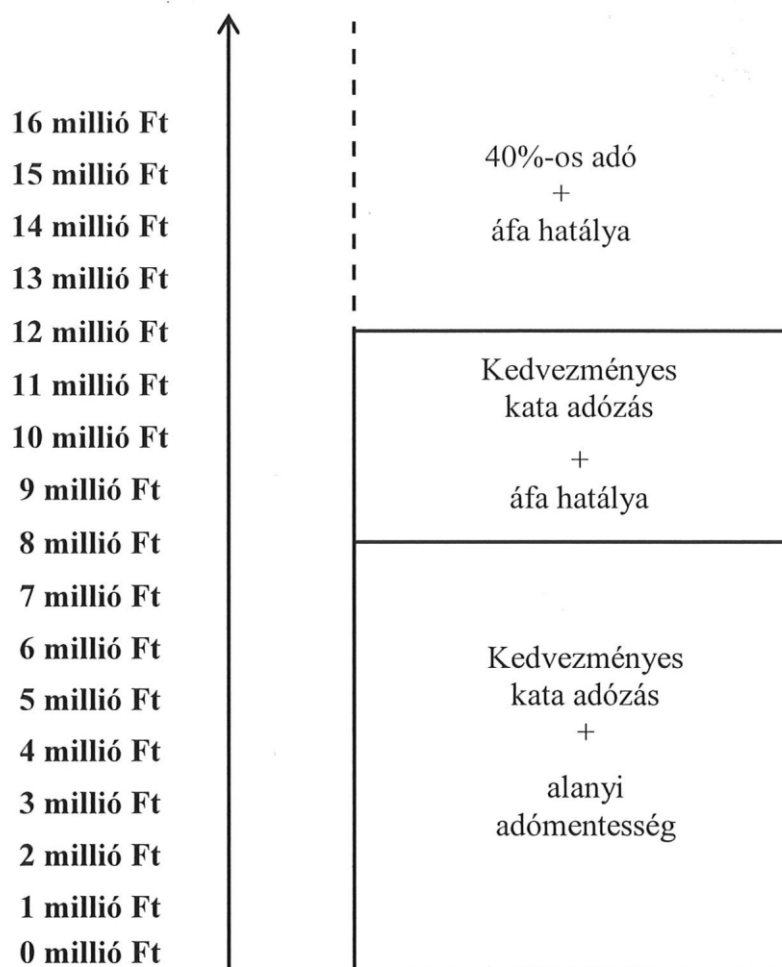 16 millió Ft
15 millió Ft
14 millió Ft
13 millió Ft
12 millió Ft
11 millió Ft
10 millió Ft
9 millió Ft
8 millió Ft
7 millió Ft
6 millió Ft
5 millió Ft
4 millió Ft
3 millió Ft
2 millió Ft
1 millió Ft
0 millió Ft
40%-os adó
+
áfa hatálya
Kedvezményes
kata adózás
+
áfa hatálya
Kedvezményes
kata adózás
+
alanyi
adómentesség